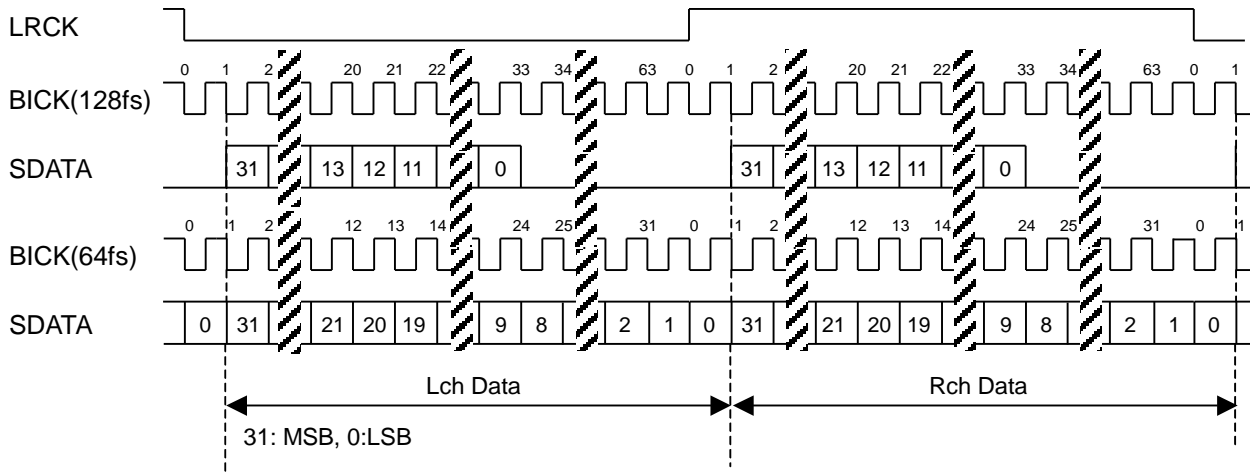 LRCK
0 1 2 20 21 22 33 34 63 0 1 2 20 21 22 33 34 63 0 1
BICK(128fs)
SDATA 31 13 12 11 0 31 13 12 11 0
0 1 2 12 13 14 24 25 31 0 1 2 12 13 14 24 25 31 0 1
BICK(64fs)
SDATA 0 31 21 20 19 9 8 2 1 0 31 21 20 19 9 8 2 1 0
Lch Data Rch Data
31: MSB, 0:LSB